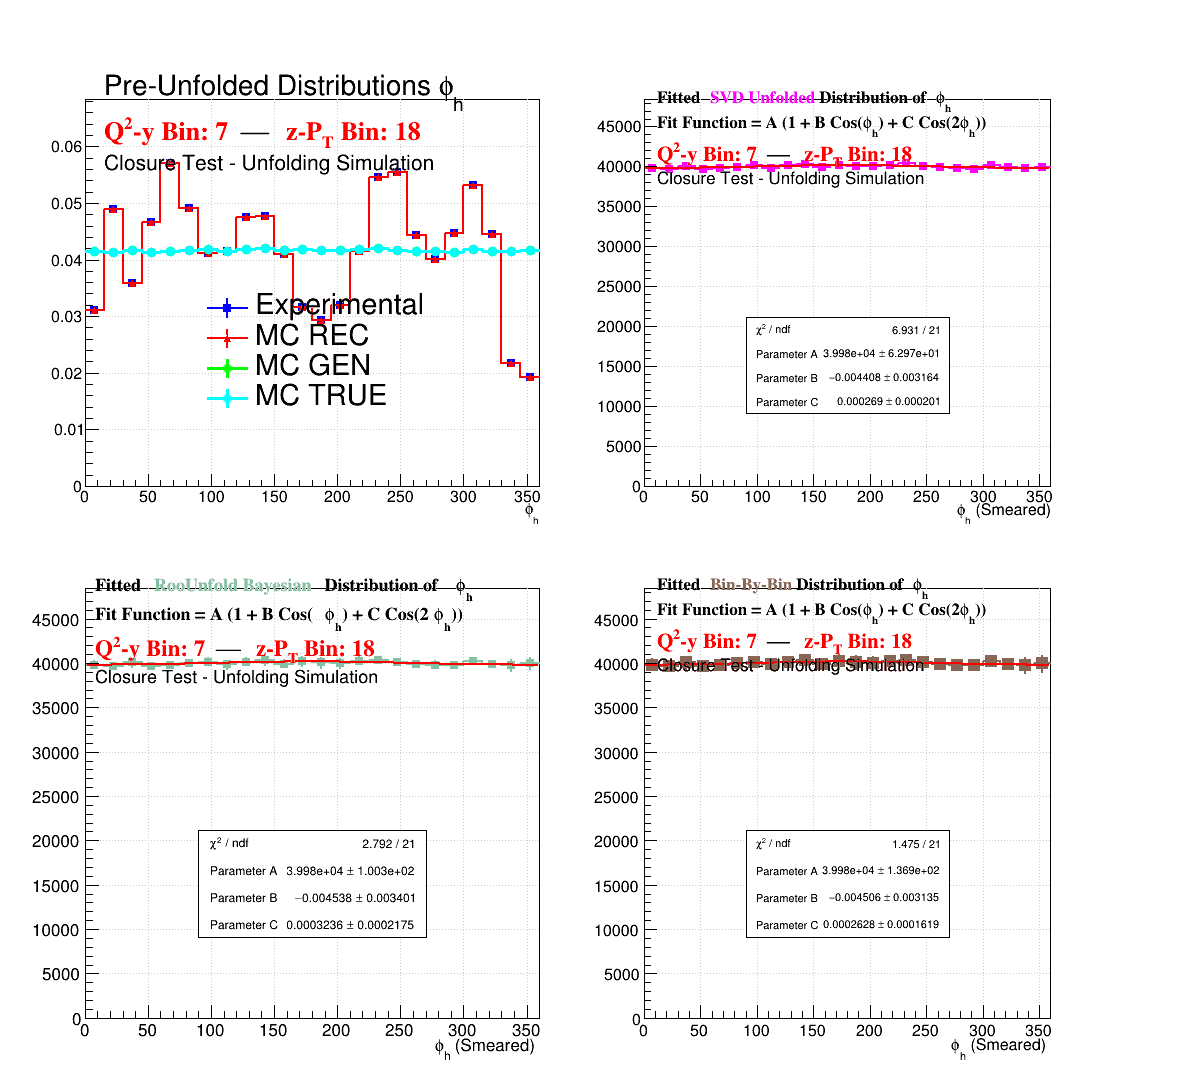 Pre-Unfolded Distributions ϕh
Q2-y Bin: 7 — z-PT Bin: 18
Closure Test - Unfolding Simulation
0.06
0.05
0.04
0.03
0.02
0.01
0
Experimental
MC REC
MC GEN
MC TRUE
0 50 100 150 200 250 300 350
ϕh
Fitted SVD Unfolded Distribution of ϕh
Fit Function = A (1 + B Cos(ϕh) + C Cos(2ϕh))
Q2-y Bin: 7 — z-PT Bin: 18
Closure Test - Unfolding Simulation
45000
40000
35000
30000
25000
20000
15000
10000
5000
0
χ2 / ndf 6.931 / 21
Parameter A 3.998e+04 ± 6.297e+01
Parameter B −0.004408 ± 0.003164
Parameter C 0.000269 ± 0.000201
0 50 100 150 200 250 300 350
ϕh (Smeared)
Fitted RooUnfold Bayesian Distribution of ϕh
Fit Function = A (1 + B Cos( ϕh) + C Cos(2 ϕh))
Q2-y Bin: 7 — z-PT Bin: 18
Closure Test - Unfolding Simulation
45000
40000
35000
30000
25000
20000
15000
10000
5000
0
χ2 / ndf 2.792 / 21
Parameter A 3.998e+04 ± 1.003e+02
Parameter B −0.004538 ± 0.003401
Parameter C 0.0003236 ± 0.0002175
0 50 100 150 200 250 300 350
ϕh (Smeared)
Fitted Bin-By-Bin Distribution of ϕh
Fit Function = A (1 + B Cos(ϕh) + C Cos(2ϕh))
Q2-y Bin: 7 — z-PT Bin: 18
Closure Test - Unfolding Simulation
45000
40000
35000
30000
25000
20000
15000
10000
5000
0
χ2 / ndf 1.475 / 21
Parameter A 3.998e+04 ± 1.369e+02
Parameter B −0.004506 ± 0.003135
Parameter C 0.0002628 ± 0.0001619
0 50 100 150 200 250 300 350
ϕh (Smeared)